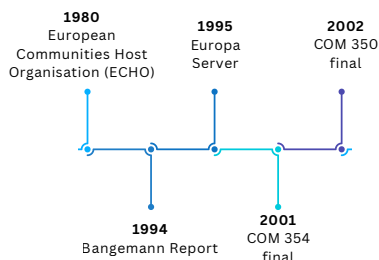 1980
European
Communities Host
Organisation (ECHO)
1995
Europa
Server
2002
COM 350
final
1994
Bangemann Report
2001
COM 354
final